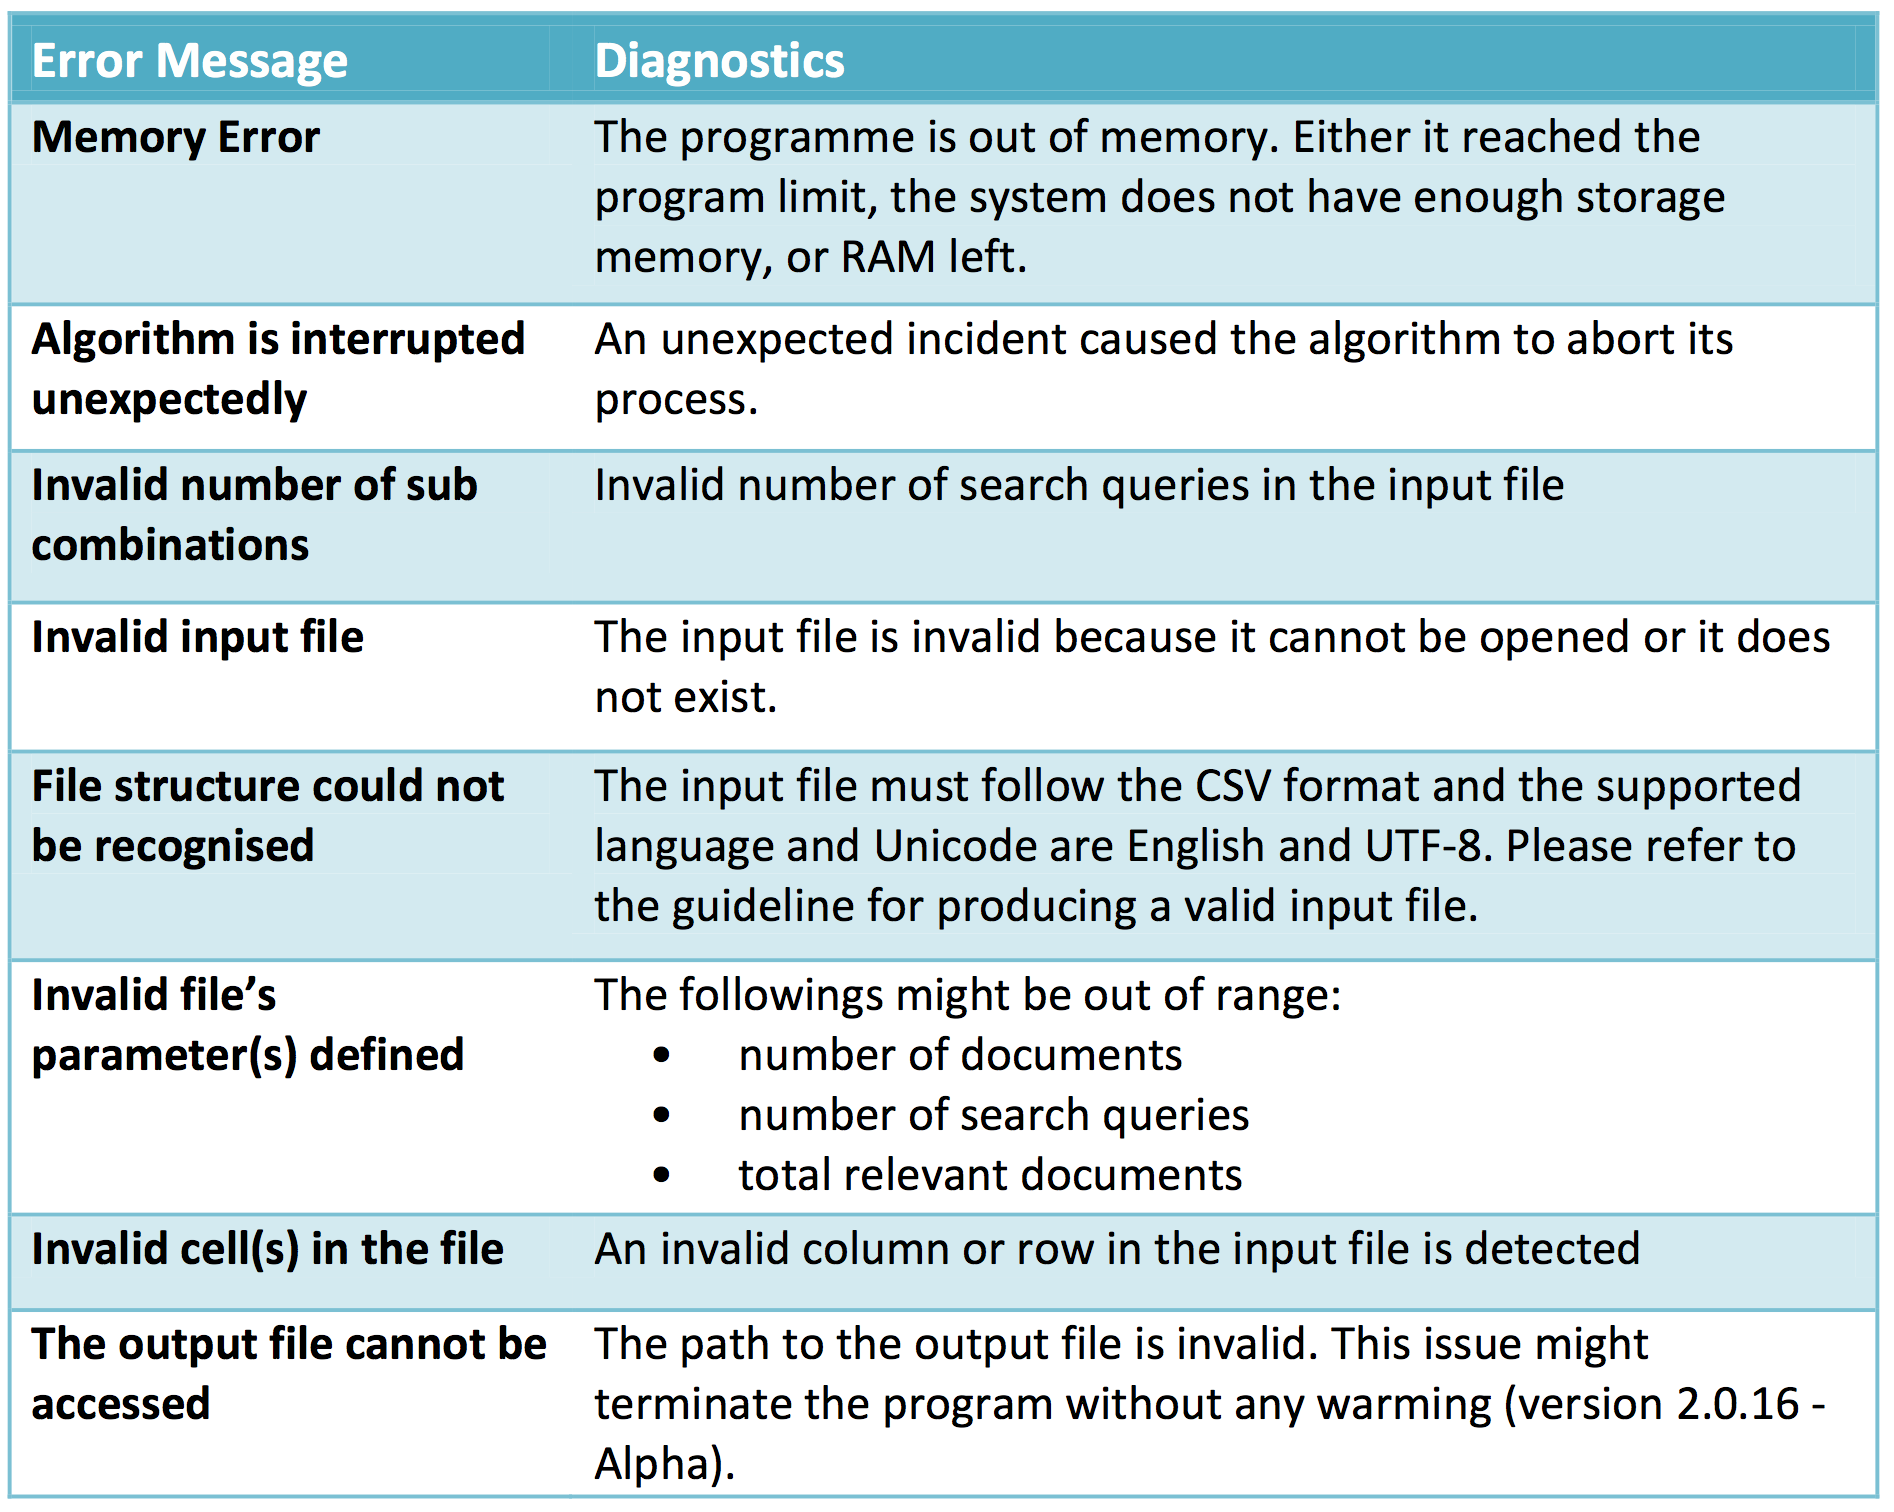 Error Message
Diagnostics
Memory Error
The programme is out of memory. Either it reached the
program limit, the system does not have enough storage
memory, or RAM left.
Algorithm is interrupted
unexpectedly
An unexpected incident caused the algorithm to abort its
process.
Invalid number of sub
combinations
Invalid number of search queries in the input file
Invalid input file
The input file is invalid because it cannot be opened or it does
not exist.
File structure could not
be recognised
The input file must follow the CSV format and the supported
language and Unicode are English and UTF-8. Please refer to
the guideline for producing a valid input file.
Invalid file’s
parameter(s) defined
The followings might be out of range:
• number of documents
• number of search queries
• total relevant documents
Invalid cell(s) in the file
An invalid column or row in the input file is detected
The output file cannot be
accessed
The path to the output file is invalid. This issue might
terminate the program without any warming (version 2.0.16 -
Alpha).